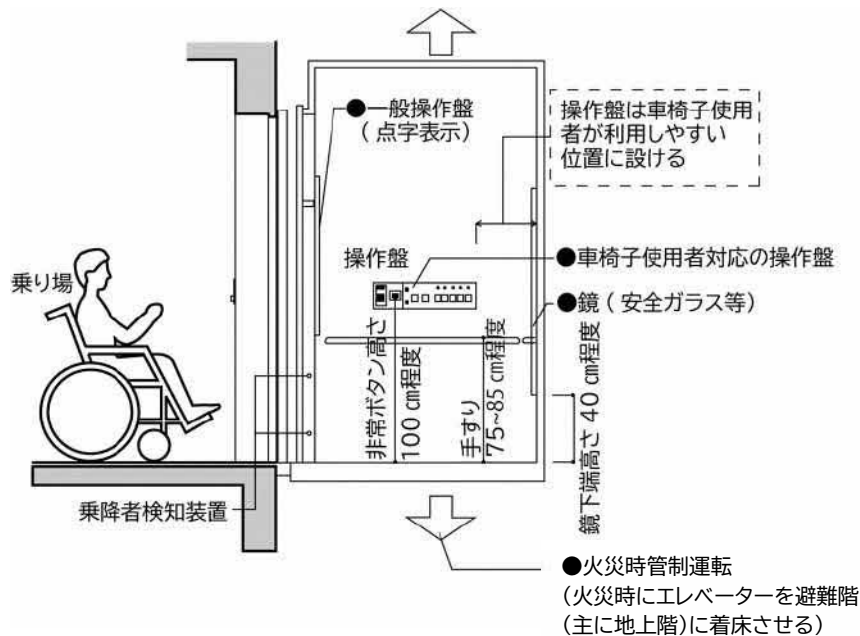 ●一般操作盤
（点字表示）
操作盤は車椅子使用
者が利用しやすい
位置に設ける
操作盤
●車椅子使用者対応の操作盤
乗り場
●鏡（安全ガラス等）
非常ボタン高さ
100 ㎝程度
手すり
75~85 ㎝程度
鏡下端高さ 40 ㎝程度
乗降者検知装置
●火災時管制運転
（火災時にエレベーターを避難階
（主に地上階）に着床させる）